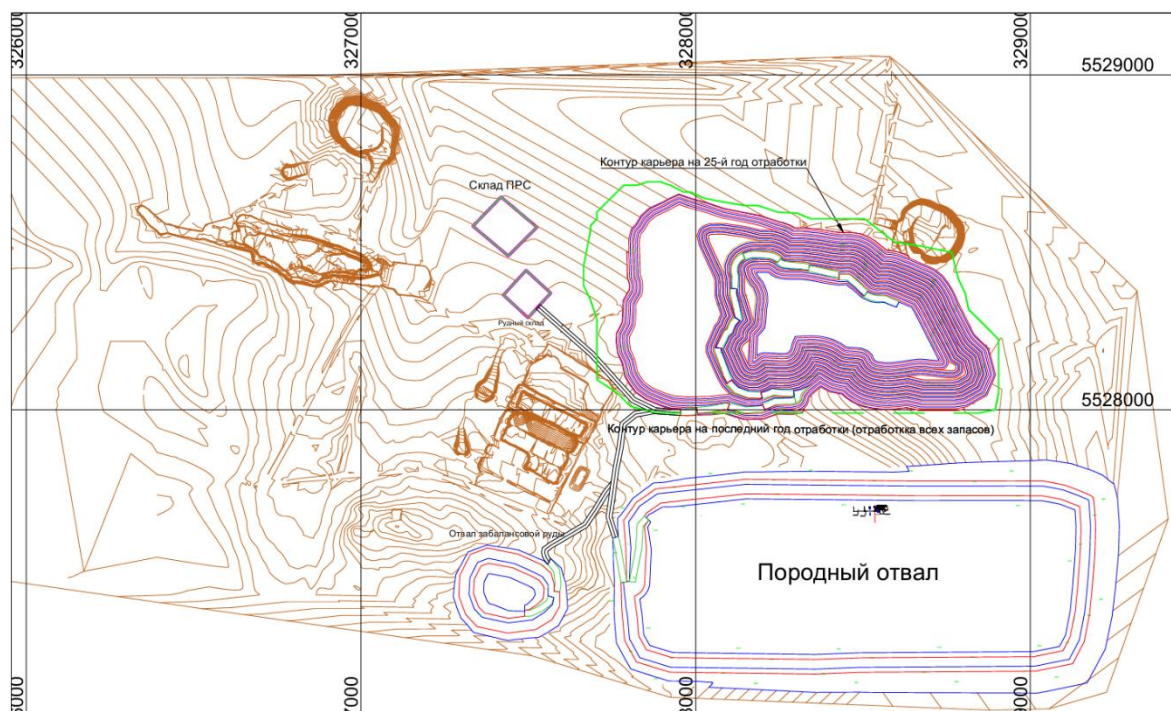 326000
327000
328000
329000
5529000
Контур карьера на 25-й год отработки
Склад ПРС
Рудный склад
5528000
Контур карьера на последний год отработки (отработкка всех запасов)
Отвал забалансовой руды
Породный отвал